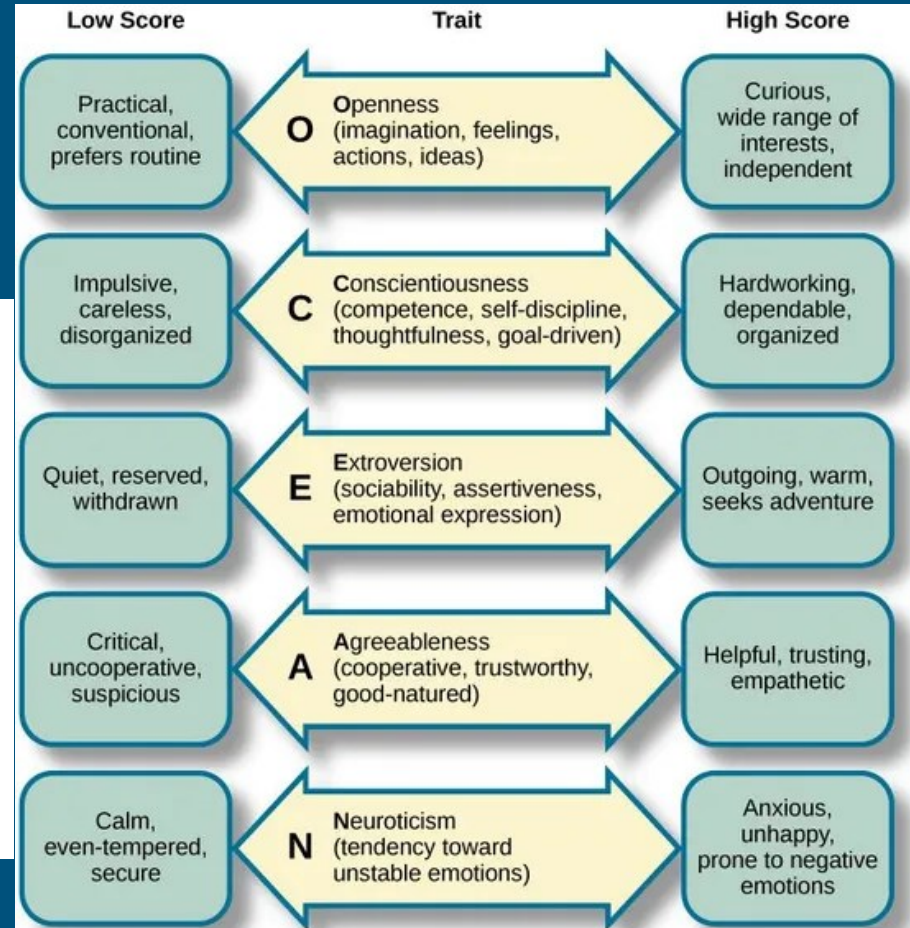 Low Score
Trait
High Score
Practical,
conventional,
prefers routine
O
Openness
(imagination, feelings,
actions, ideas)
Curious,
wide range of
interests,
independent
Impulsive,
careless,
disorganized
C
Conscientiousness
(competence, self-discipline,
thoughtfulness, goal-driven)
Hardworking,
dependable,
organized
Quiet, reserved,
withdrawn
E
Extroversion
(sociability, assertiveness,
emotional expression)
Outgoing, warm,
seeks adventure
Critical,
uncooperative,
suspicious
A
Agreeableness
(cooperative, trustworthy,
good-natured)
Helpful, trusting,
empathetic
Calm,
even-tempered,
secure
N
Neuroticism
(tendency toward
unstable emotions)
Anxious,
unhappy,
prone to negative
emotions